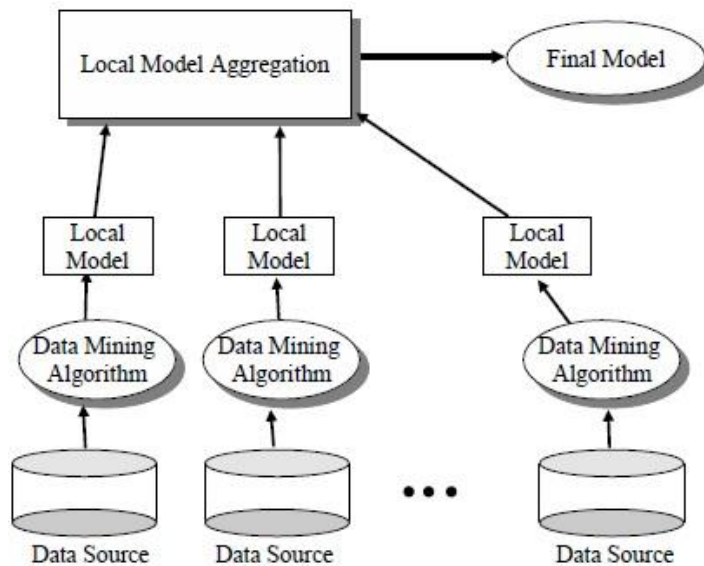 Local Model Aggregation
Final Model
Local
Model
Local
Model
Local
Model
Data Mining
Algorithm
Data Mining
Algorithm
Data Mining
Algorithm
Data Source
Data Source
Data Source